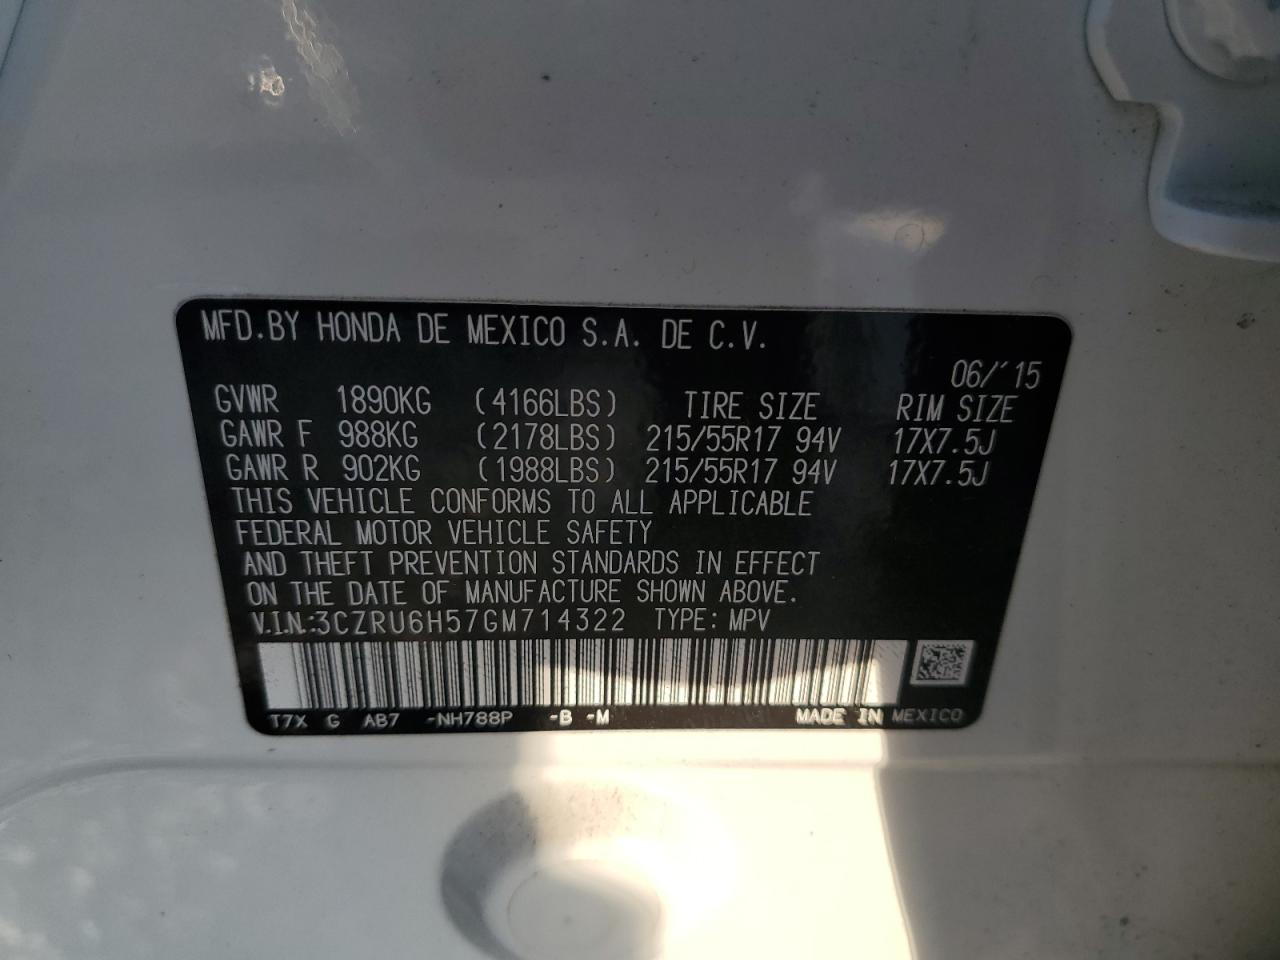 MFD.BY HONDA DE MEXICO S.A. DE C.V.
06/'15
GVWR 1890KG (4166LBS) TIRE SIZE RIM SIZE
GAWR F 988KG (2178LBS) 215/55R17 94V 17X7.5J
GAWR R 902KG (1988LBS) 215/55R17 94V 17X7.5J
THIS VEHICLE CONFORMS TO ALL APPLICABLE
FEDERAL MOTOR VEHICLE SAFETY
AND THEFT PREVENTION STANDARDS IN EFFECT
ON THE DATE OF MANUFACTURE SHOWN ABOVE.
V.I.N.:3CZRU6H57GM714322 TYPE: MPV
T7X G AB7 -NH788P -B -M MADE IN MEXICO